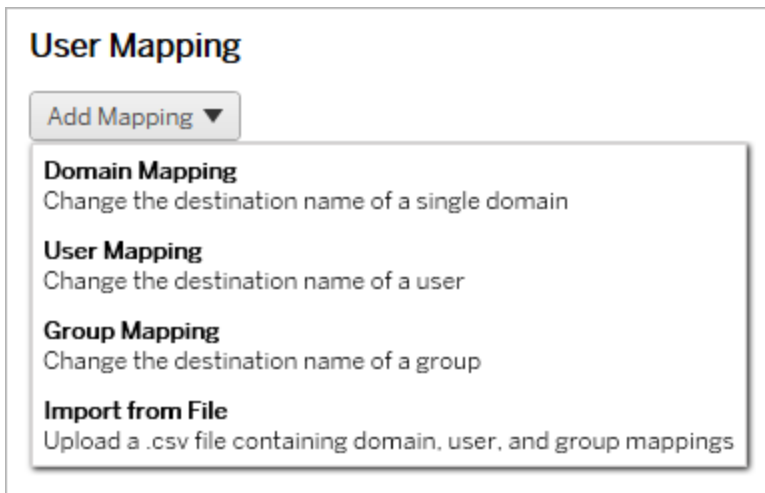 User Mapping
Add Mapping ▼
Domain Mapping
Change the destination name of a single domain
User Mapping
Change the destination name of a user
Group Mapping
Change the destination name of a group
Import from File
Upload a .csv file containing domain, user, and group mappings